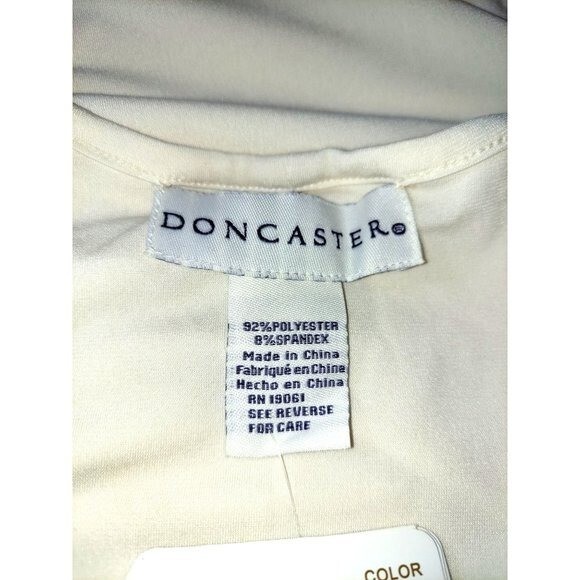 DONCASTER®
92%POLYESTER
8%SPANDEX
Made in China
Fabriqué en Chine
Hecho en China
RN 19061
SEE REVERSE
FOR CARE
COLOR